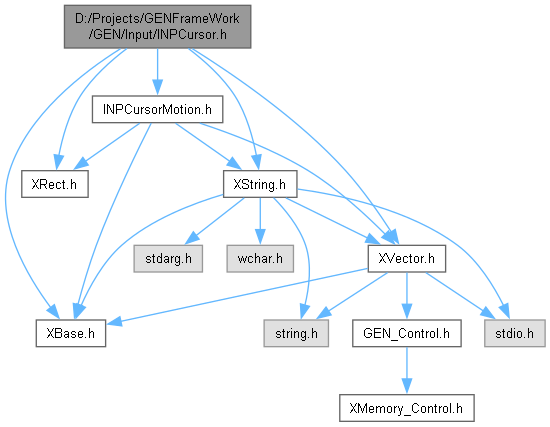 D:/Projects/GENFrameWork
/GEN/Input/INPCursor.h
INPCursorMotion.h
XRect.h
XString.h
stdarg.h
wchar.h
XVector.h
XBase.h
string.h
GEN_Control.h
stdio.h
XMemory_Control.h